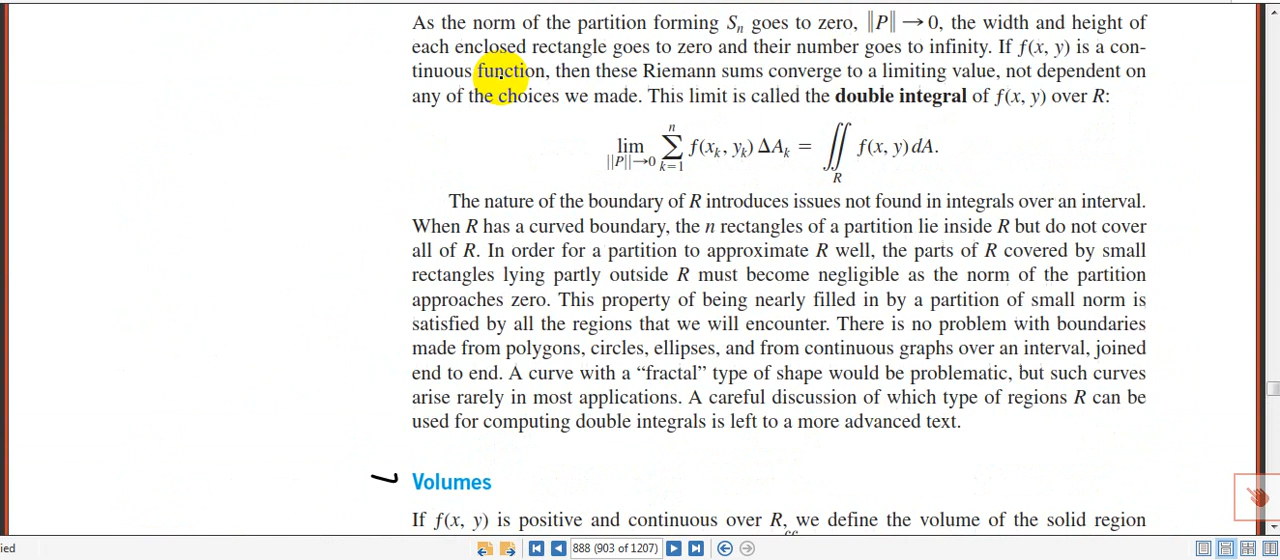 As the norm of the partition forming Sₙ goes to zero, ‖P‖ → 0, the width and height of
each enclosed rectangle goes to zero and their number goes to infinity. If f(x, y) is a con-
tinuous function, then these Riemann sums converge to a limiting value, not dependent on
any of the choices we made. This limit is called the double integral of f(x, y) over R:
lim ||P||→0 ∑ k=1 n f(xₖ, yₖ) ΔAₖ = ∬ R f(x, y) dA.
The nature of the boundary of R introduces issues not found in integrals over an interval.
When R has a curved boundary, the n rectangles of a partition lie inside R but do not cover
all of R. In order for a partition to approximate R well, the parts of R covered by small
rectangles lying partly outside R must become negligible as the norm of the partition
approaches zero. This property of being nearly filled in by a partition of small norm is
satisfied by all the regions that we will encounter. There is no problem with boundaries
made from polygons, circles, ellipses, and from continuous graphs over an interval, joined
end to end. A curve with a “fractal” type of shape would be problematic, but such curves
arise rarely in most applications. A careful discussion of which type of regions R can be
used for computing double integrals is left to a more advanced text.
Volumes
If f(x, y) is positive and continuous over R, we define the volume of the solid region
ied
888 (903 of 1207)